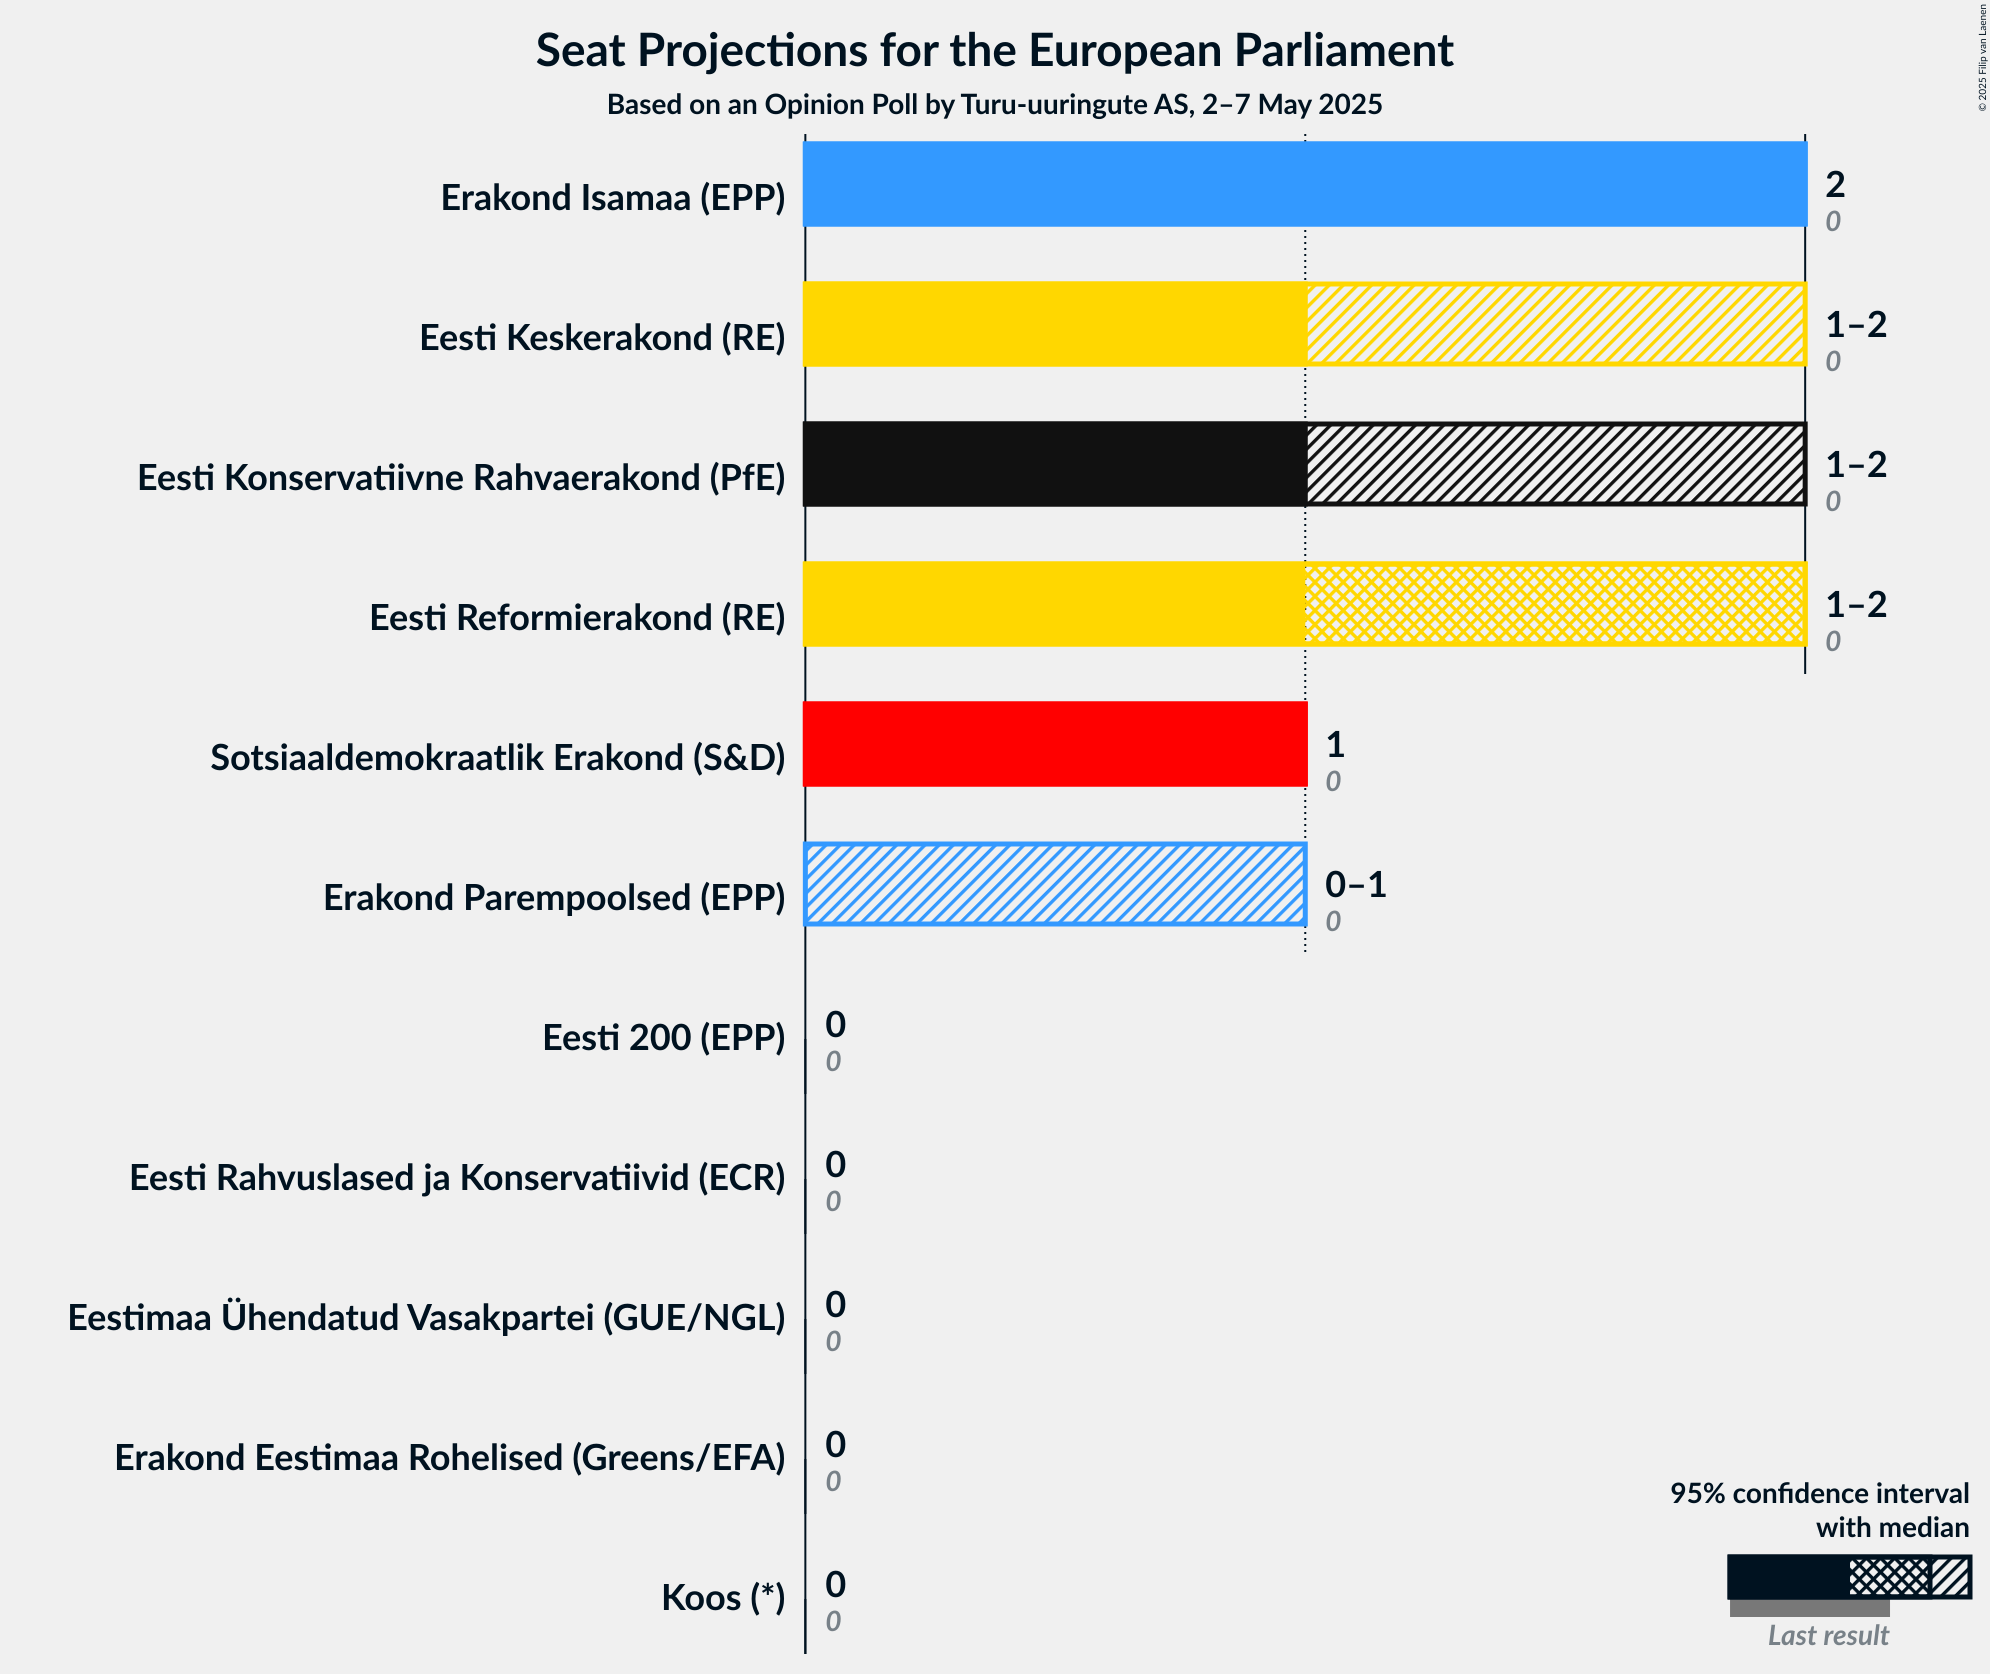 Seat Projections for the European Parliament
Based on an Opinion Poll by Turu-uuringute AS, 2–7 May 2025
© 2025 Filip van Laenen
Erakond Isamaa (EPP)
2
0
Eesti Keskerakond (RE)
1–2
0
Eesti Konservatiivne Rahvaerakond (PfE)
1–2
0
Eesti Reformierakond (RE)
1–2
0
Sotsiaaldemokraatlik Erakond (S&D)
1
0
Erakond Parempoolsed (EPP)
0–1
0
Eesti 200 (EPP)
0
0
Eesti Rahvuslased ja Konservatiivid (ECR)
0
0
Eestimaa Ühendatud Vasakpartei (GUE/NGL)
0
0
Erakond Eestimaa Rohelised (Greens/EFA)
0
0
Koos (*)
0
0
95% confidence interval
with median
Last result